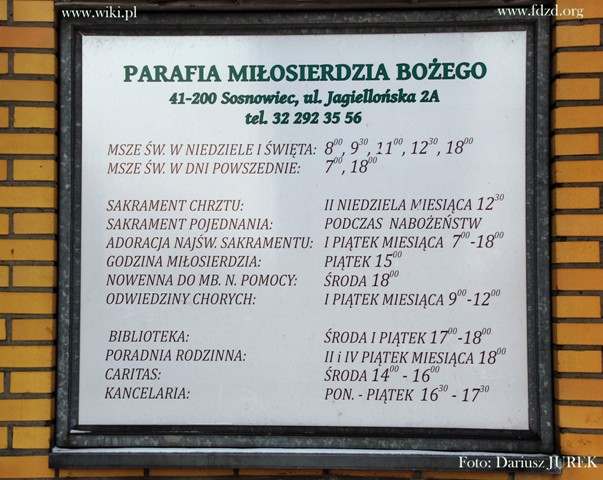 www.wiki.pl www.fdzd.org
PARAFIA MIŁOSIERDZIA BOŻEGO
41-200 Sosnowiec, ul. Jagiellońska 2A
tel. 32 292 35 56
MSZE ŚW. W NIEDZIELE I ŚWIĘTA: 8⁰⁰, 9³⁰, 11⁰⁰, 12³⁰, 18⁰⁰
MSZE ŚW. W DNI POWSZEDNIE: 7⁰⁰, 18⁰⁰
SAKRAMENT CHRZTU: II NIEDZIELA MIESIĄCA 12³⁰
SAKRAMENT POJEDNANIA: PODCZAS NABOŻEŃSTW
ADORACJA NAJŚW. SAKRAMENTU: I PIĄTEK MIESIĄCA 7⁰⁰-18⁰⁰
GODZINA MIŁOSIERDZIA: PIĄTEK 15⁰⁰
NOWENNA DO MB. N. POMOCY: ŚRODA 18⁰⁰
ODWIEDZINY CHORYCH: I PIĄTEK MIESIĄCA 9⁰⁰-12⁰⁰
BIBLIOTEKA: ŚRODA I PIĄTEK 17⁰⁰-18⁰⁰
PORADNIA RODZINNA: II i IV PIĄTEK MIESIĄCA 18⁰⁰
CARITAS: ŚRODA 14⁰⁰ - 16⁰⁰
KANCELARIA: PON. - PIĄTEK 16³⁰ - 17³⁰
Foto: Dariusz JUREK